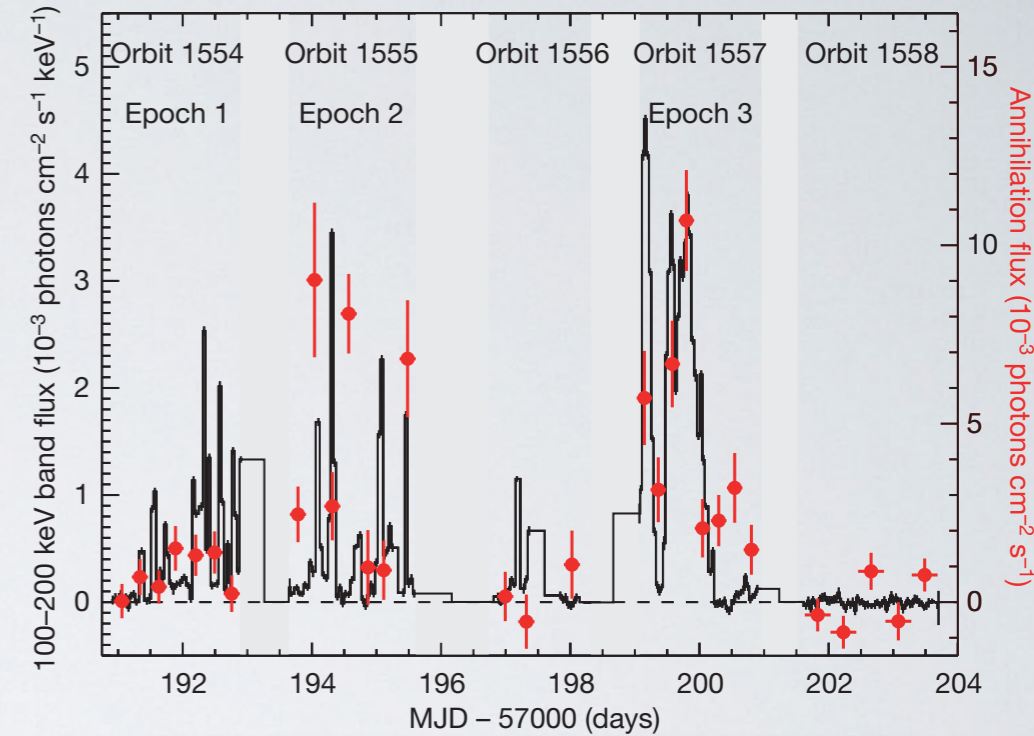 Orbit 1554 Orbit 1555 Orbit 1556 Orbit 1557 Orbit 1558
Epoch 1 Epoch 2 Epoch 3
100–200 keV band flux (10⁻³ photons cm⁻² s⁻¹ keV⁻¹)
5
4
3
2
1
0
Annihilation flux (10⁻³ photons cm⁻² s⁻¹)
15
10
5
0
192 194 196 198 200 202 204
MJD – 57000 (days)